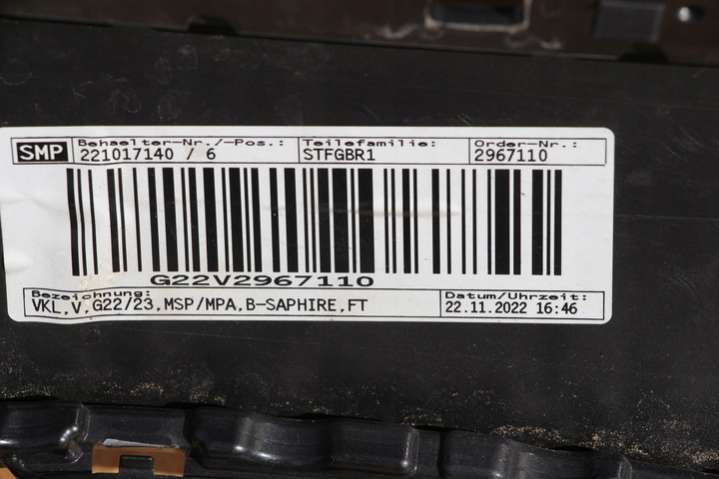 SMP
Behaelter-Nr./-Pos.: Teilefamilie: Order-Nr.:
221017140 / 6 STFGBR1 2967110
G22V2967110
Bezeichnung: Datum/Uhrzeit:
VKL,V,G22/23,MSP/MPA,B-SAPHIRE,FT 22.11.2022 16:46